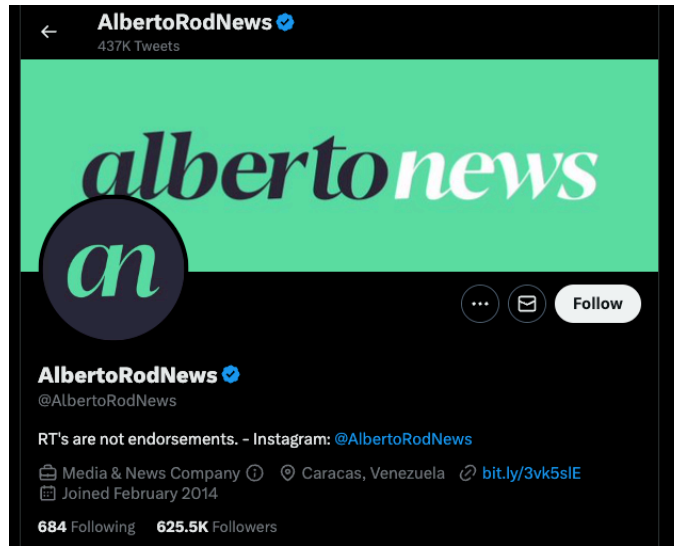 AlbertoRodNews
437K Tweets
albertonews
an
Follow
AlbertoRodNews
@AlbertoRodNews
RT's are not endorsements. - Instagram: @AlbertoRodNews
Media & News Company Caracas, Venezuela bit.ly/3vk5slE
Joined February 2014
684 Following 625.5K Followers